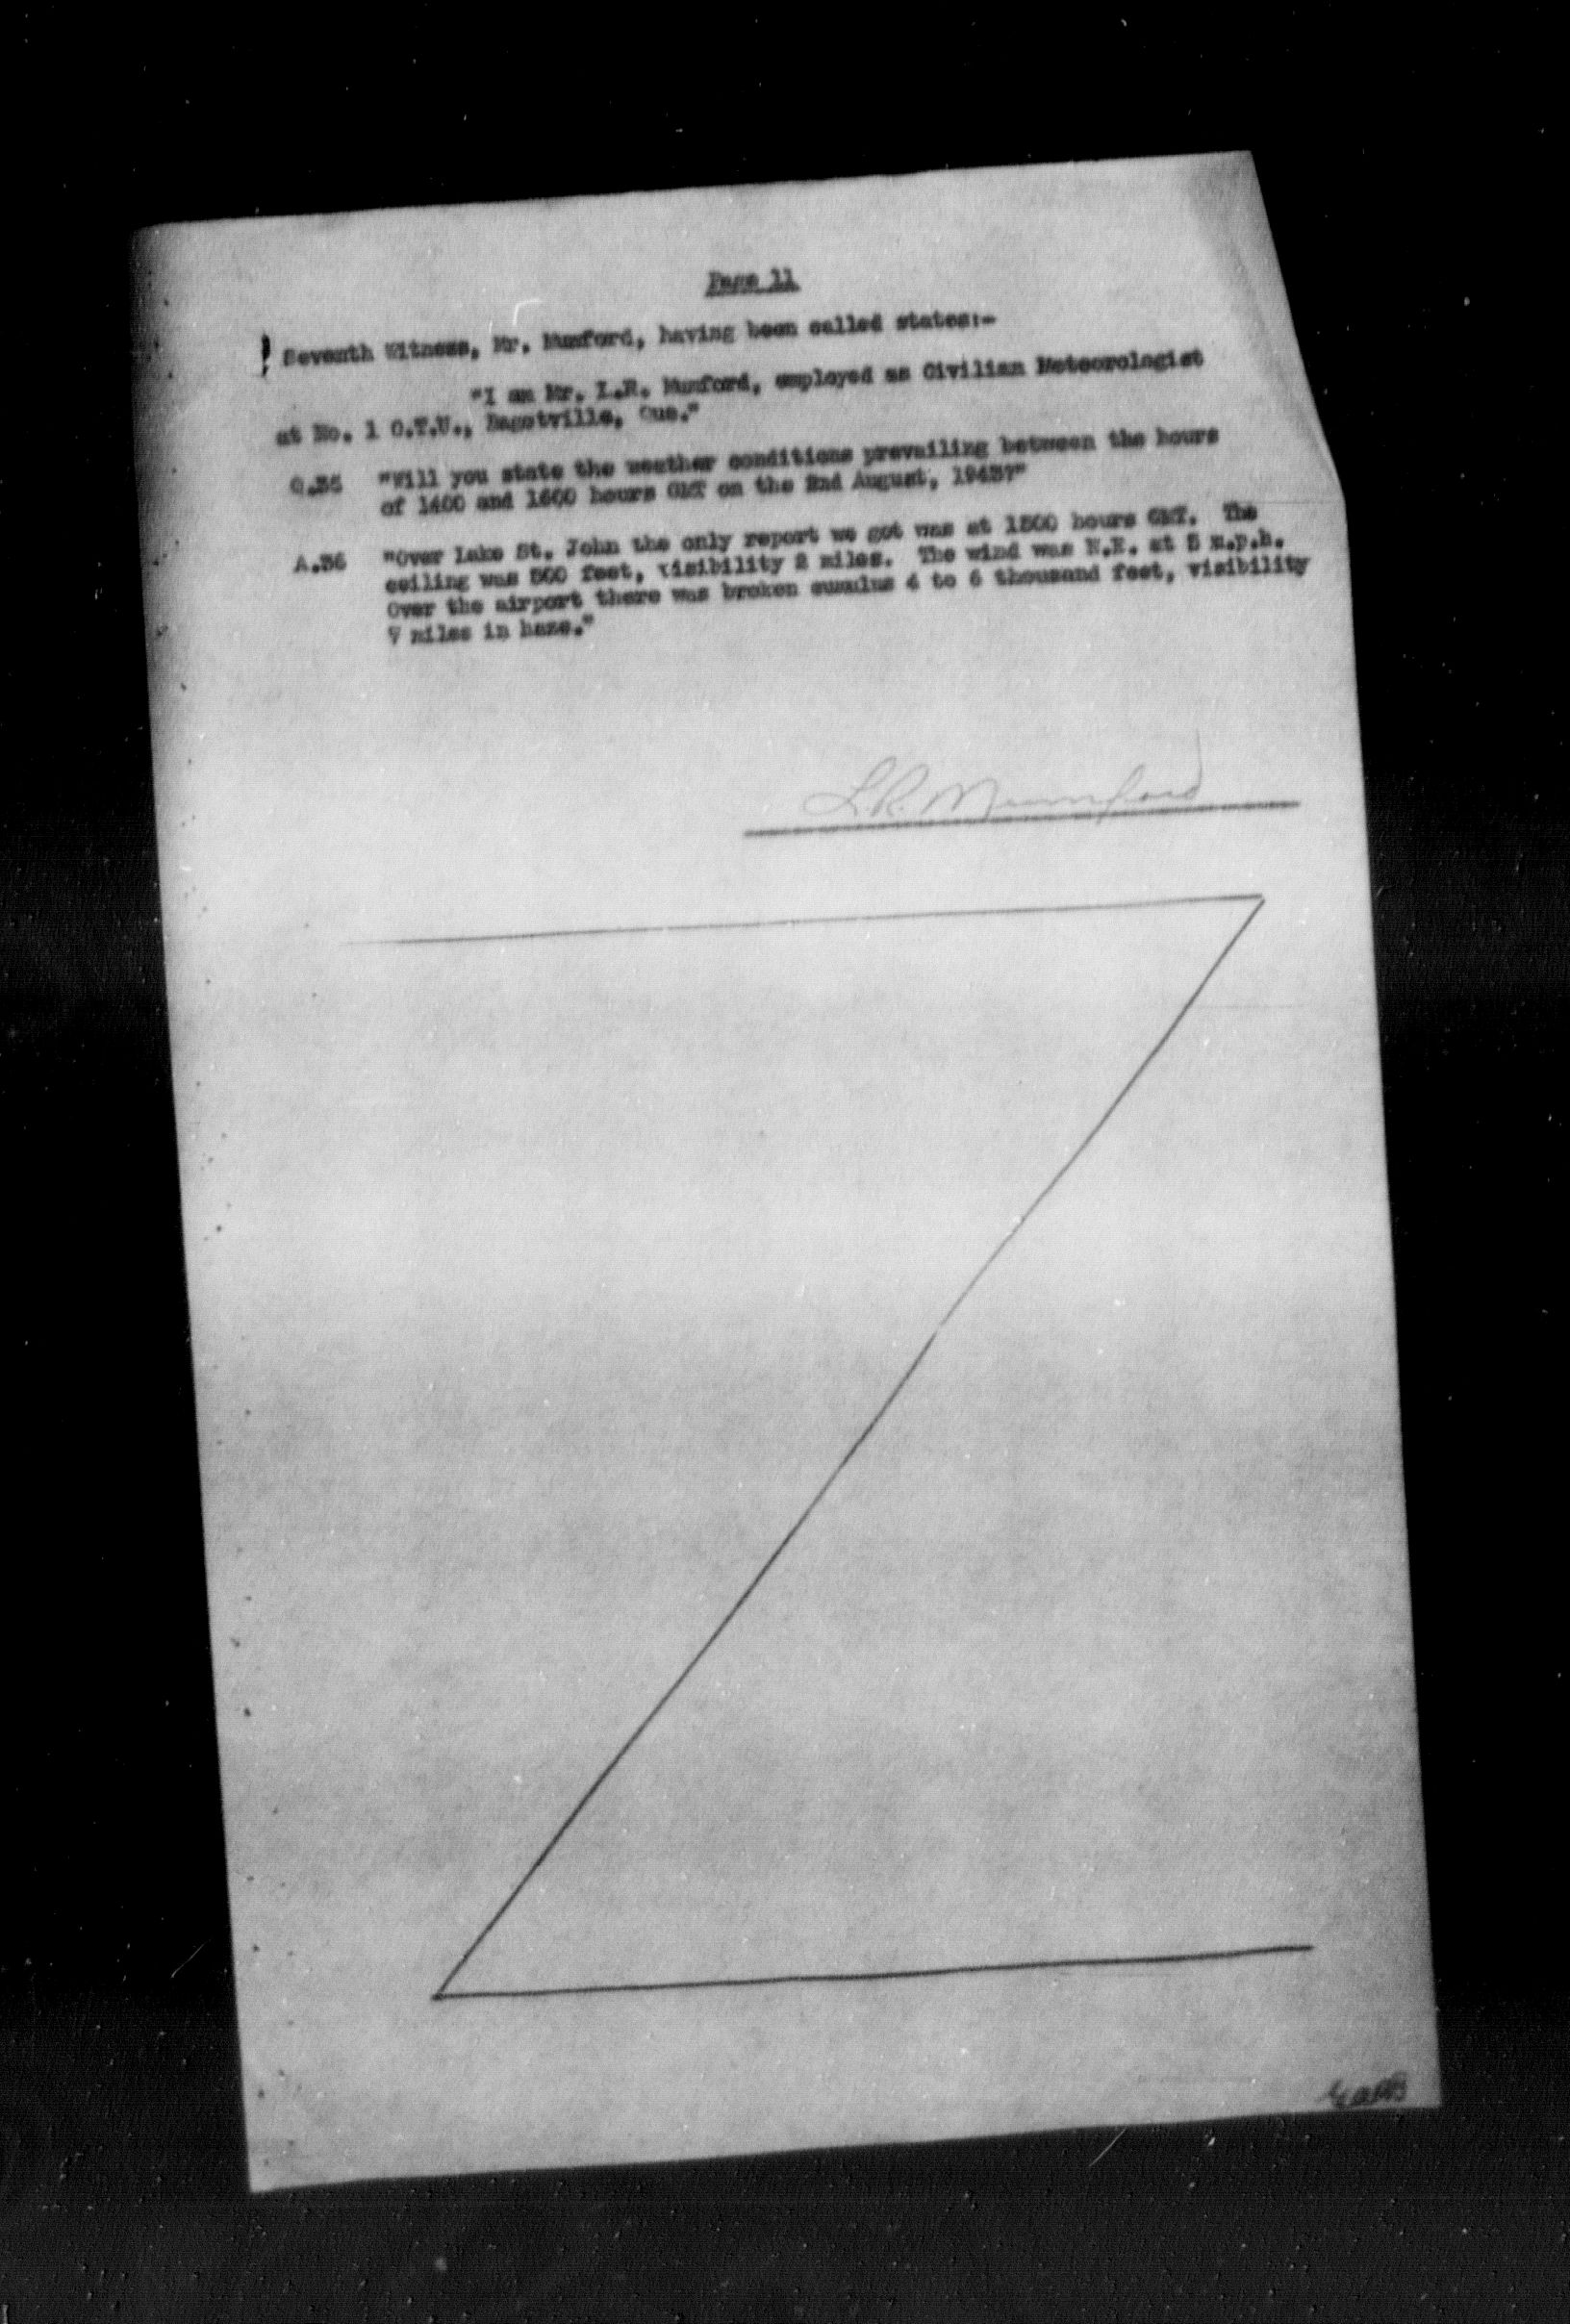 Page 11
Seventh Witness, Mr. Mumford, having been called states:-
"I am Mr. L.R. Mumford, employed as Civilian Meteorologist
at No. 1 O.T.U., Bagotville, Que."
Q.36 "Will you state the weather conditions prevailing between the hours
of 1400 and 1600 hours GMT on the 2nd August, 1943?"
A.36 "Over Lake St. John the only report we got was at 1500 hours GMT. The
ceiling was 500 feet, visibility 2 miles. The wind was N.E. at 5 m.p.h.
Over the airport there was broken cumulus 4 to 6 thousand feet, visibility
7 miles in haze."
L.R. Mumford